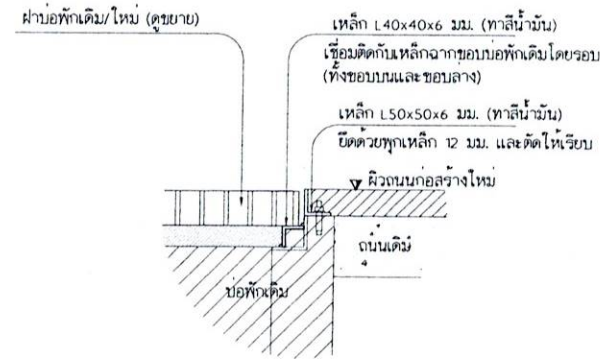 ฝาบ่อพักเดิม/ใหม่ (ดูขยาย)
เหล็ก L40x40x6 มม. (ทาสีน้ำมัน)
เชื่อมติดกับเหล็กฉากขอบบ่อพักเดิมโดยรอบ
(ทั้งขอบบนและขอบล่าง)
เหล็ก L50x50x6 มม. (ทาสีน้ำมัน)
ยึดด้วยพุกเหล็ก 12 มม. และตัดให้เรียบ
ผิวถนนก่อสร้างใหม่
ถนนเดิม
บ่อพักเดิม